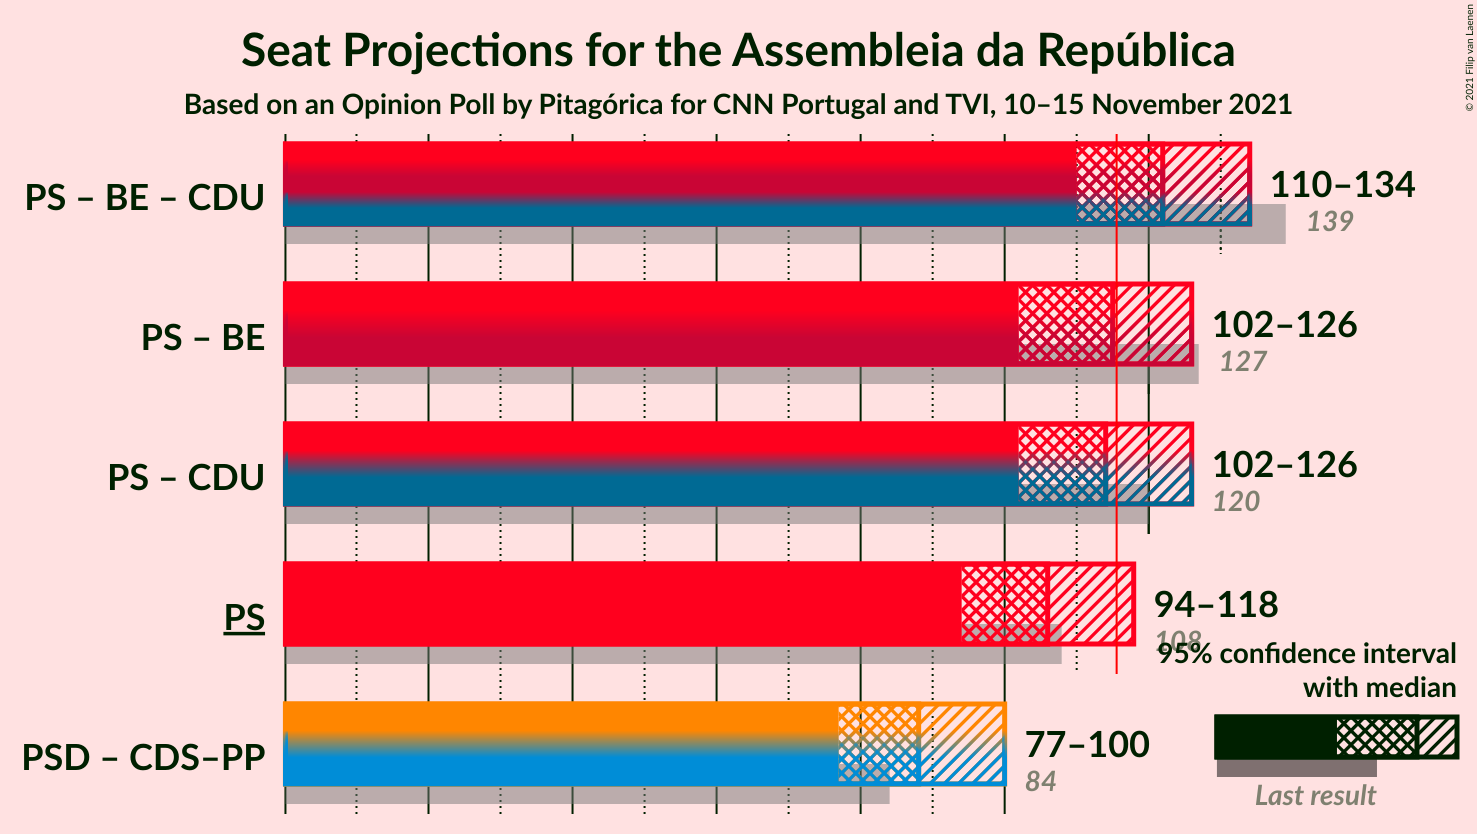 Seat Projections for the Assembleia da República
Based on an Opinion Poll by Pitagórica for CNN Portugal and TVI, 10–15 November 2021
© 2021 Filip van Laenen
PS – BE – CDU
110–134
139
PS – BE
102–126
127
PS – CDU
102–126
120
PS
94–118
108
95% confidence interval
with median
PSD – CDS–PP
77–100
84
Last result